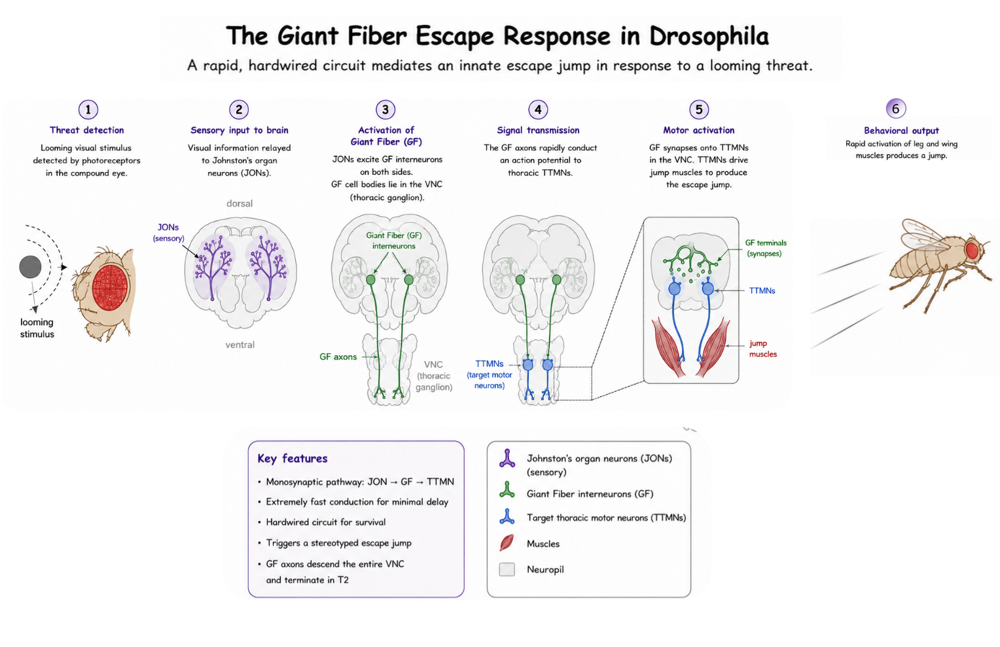 The Giant Fiber Escape Response in Drosophila
A rapid, hardwired circuit mediates an innate escape jump in response to a looming threat.
1
Threat detection
Looming visual stimulus
detected by photoreceptors
in the compound eye.
looming
stimulus
2
Sensory input to brain
Visual information relayed
to Johnston's organ
neurons (JONs).
dorsal
JONs
(sensory)
ventral
3
Activation of
Giant Fiber (GF)
JONs excite GF interneurons
on both sides.
GF cell bodies lie in the VNC
(thoracic ganglion).
Giant Fiber (GF)
interneurons
GF axons
VNC
(thoracic
ganglion)
4
Signal transmission
The GF axons rapidly conduct
an action potential to
thoracic TTMNs.
TTMNs
(target motor
neurons)
5
Motor activation
GF synapses onto TTMNs
in the VNC. TTMNs drive
jump muscles to produce
the escape jump.
GF terminals
(synapses)
TTMNs
jump
muscles
6
Behavioral output
Rapid activation of leg and wing
muscles produces a jump.
Key features
• Monosynaptic pathway: JON → GF → TTMN
• Extremely fast conduction for minimal delay
• Hardwired circuit for survival
• Triggers a stereotyped escape jump
• GF axons descend the entire VNC
and terminate in T2
Johnston's organ neurons (JONs)
(sensory)
Giant Fiber interneurons (GF)
Target thoracic motor neurons (TTMNs)
Muscles
Neuropil